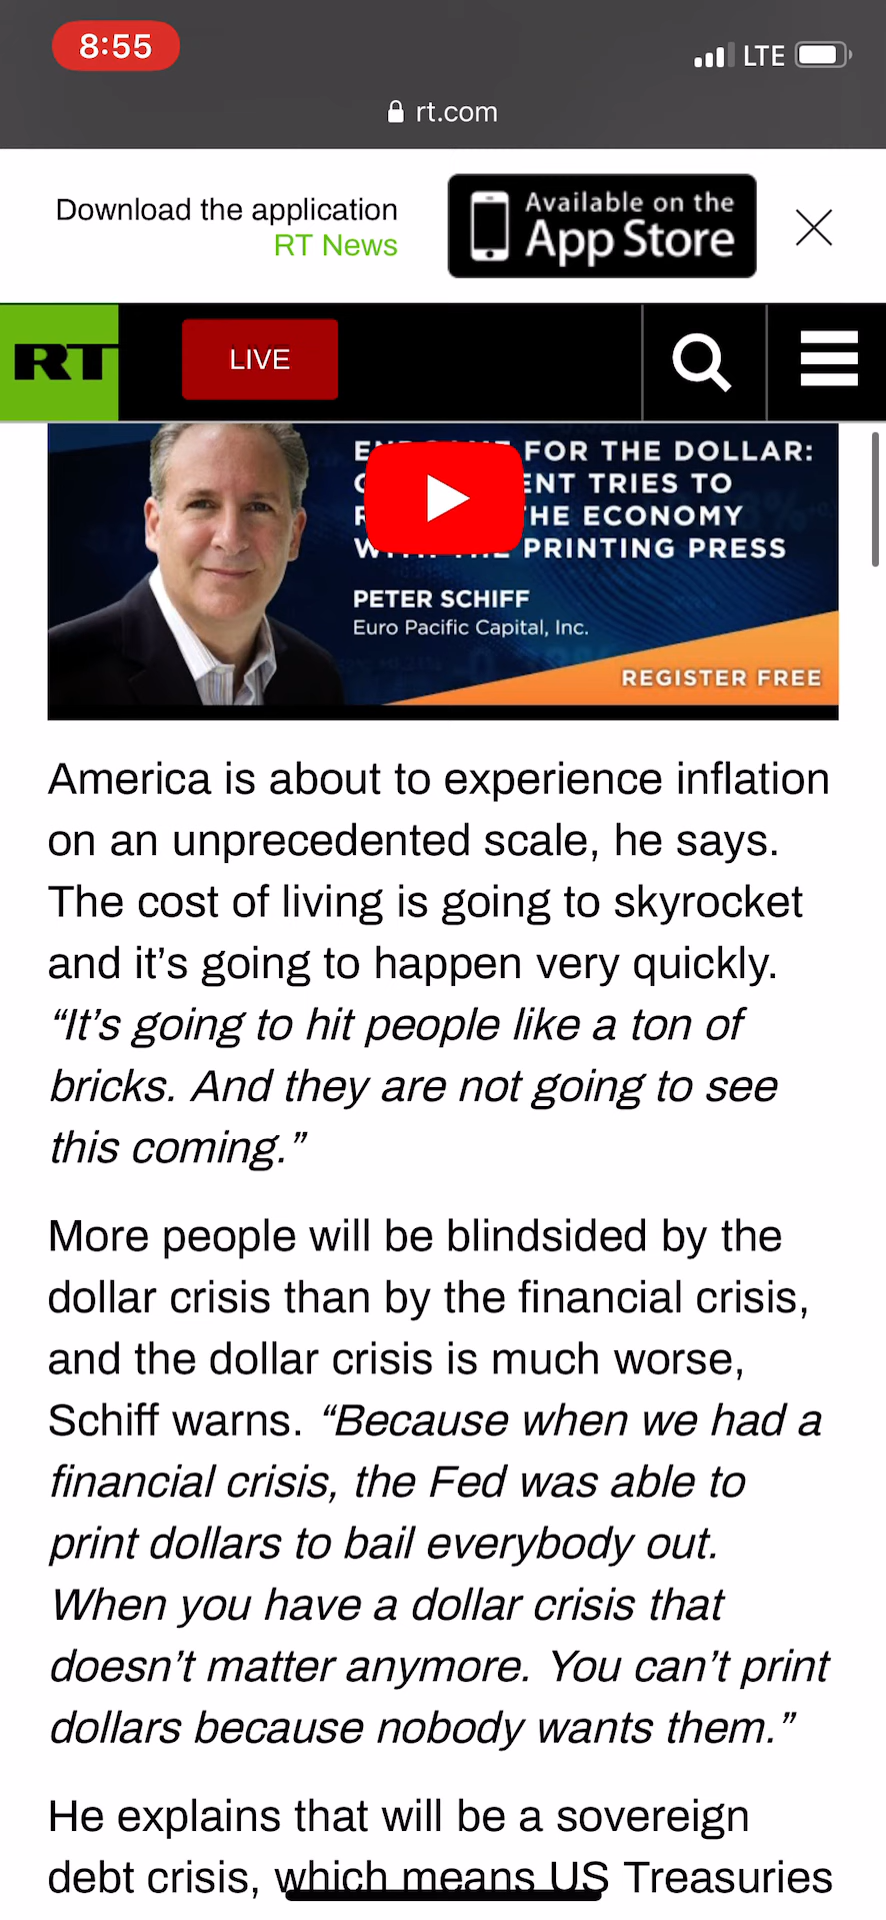 8:55
LTE
rt.com
Download the application
RT News
Available on the
App Store
RT
LIVE
FOR THE DOLLAR:
TRIES TO
ECONOMY
PRINTING PRESS
PETER SCHIFF
Euro Pacific Capital, Inc.
REGISTER FREE
America is about to experience inflation
on an unprecedented scale, he says.
The cost of living is going to skyrocket
and it’s going to happen very quickly.
“It’s going to hit people like a ton of
bricks. And they are not going to see
this coming.”
More people will be blindsided by the
dollar crisis than by the financial crisis,
and the dollar crisis is much worse,
Schiff warns. “Because when we had a
financial crisis, the Fed was able to
print dollars to bail everybody out.
When you have a dollar crisis that
doesn’t matter anymore. You can’t print
dollars because nobody wants them.”
He explains that will be a sovereign
debt crisis, which means US Treasuries